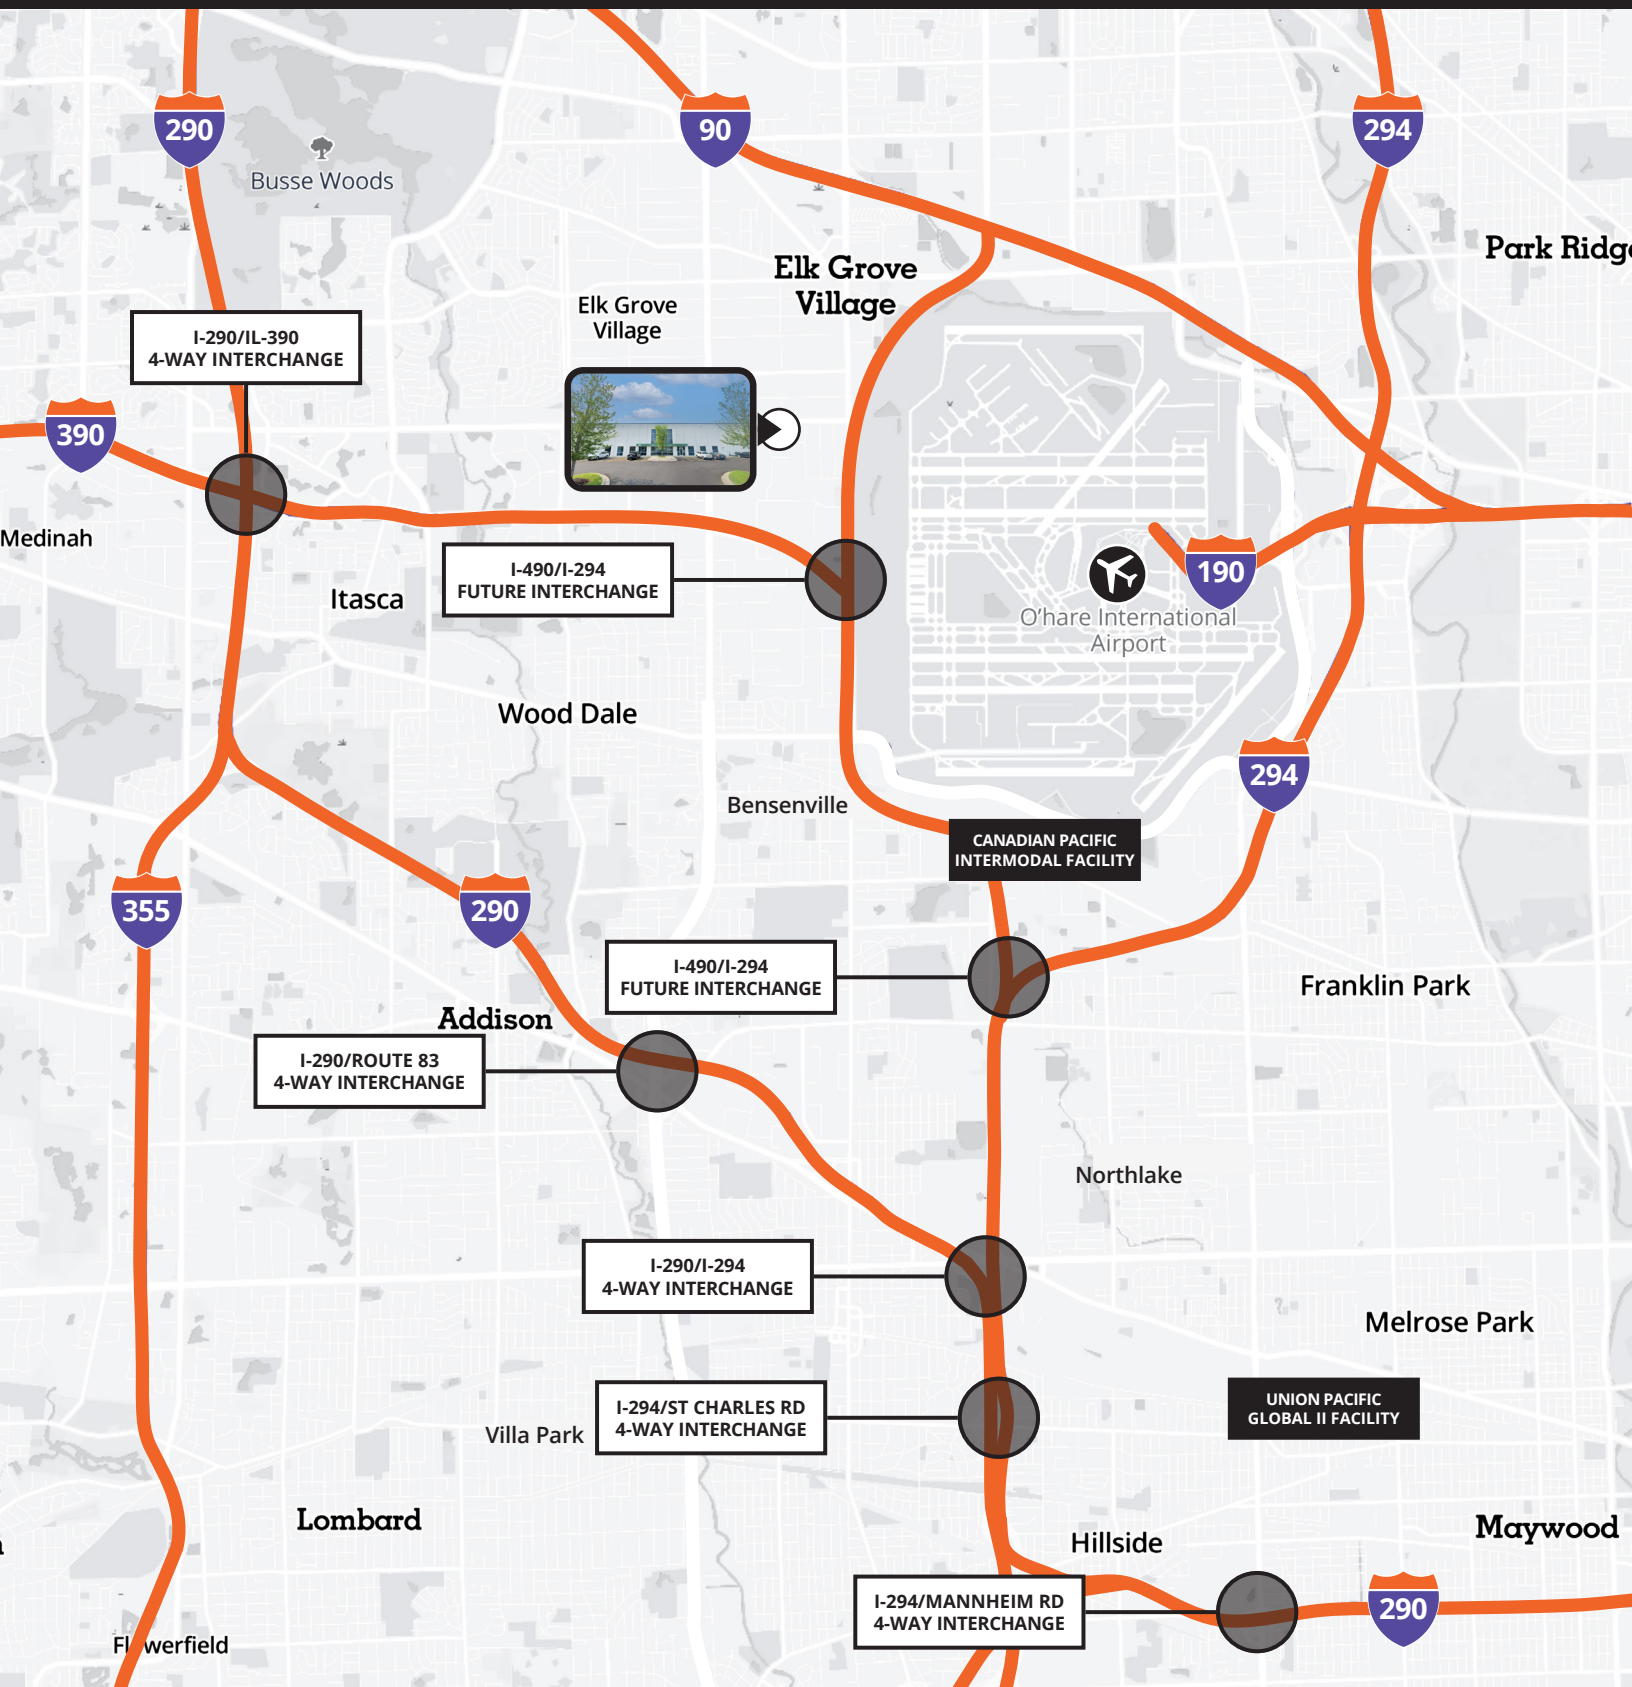 290
90
294
Busse Woods
Park Ridge
Elk Grove
Village
Elk Grove
Village
I-290/IL-390
4-WAY INTERCHANGE
390
Medinah
I-490/I-294
FUTURE INTERCHANGE
190
O'hare International
Airport
Itasca
Wood Dale
294
Bensenville
CANADIAN PACIFIC
INTERMODAL FACILITY
355
290
I-490/I-294
FUTURE INTERCHANGE
Franklin Park
Addison
I-290/ROUTE 83
4-WAY INTERCHANGE
Northlake
I-290/I-294
4-WAY INTERCHANGE
Melrose Park
I-294/ST CHARLES RD
4-WAY INTERCHANGE
Villa Park
UNION PACIFIC
GLOBAL II FACILITY
Lombard
Maywood
Hillside
I-294/MANNHEIM RD
4-WAY INTERCHANGE
290
Flowerfield